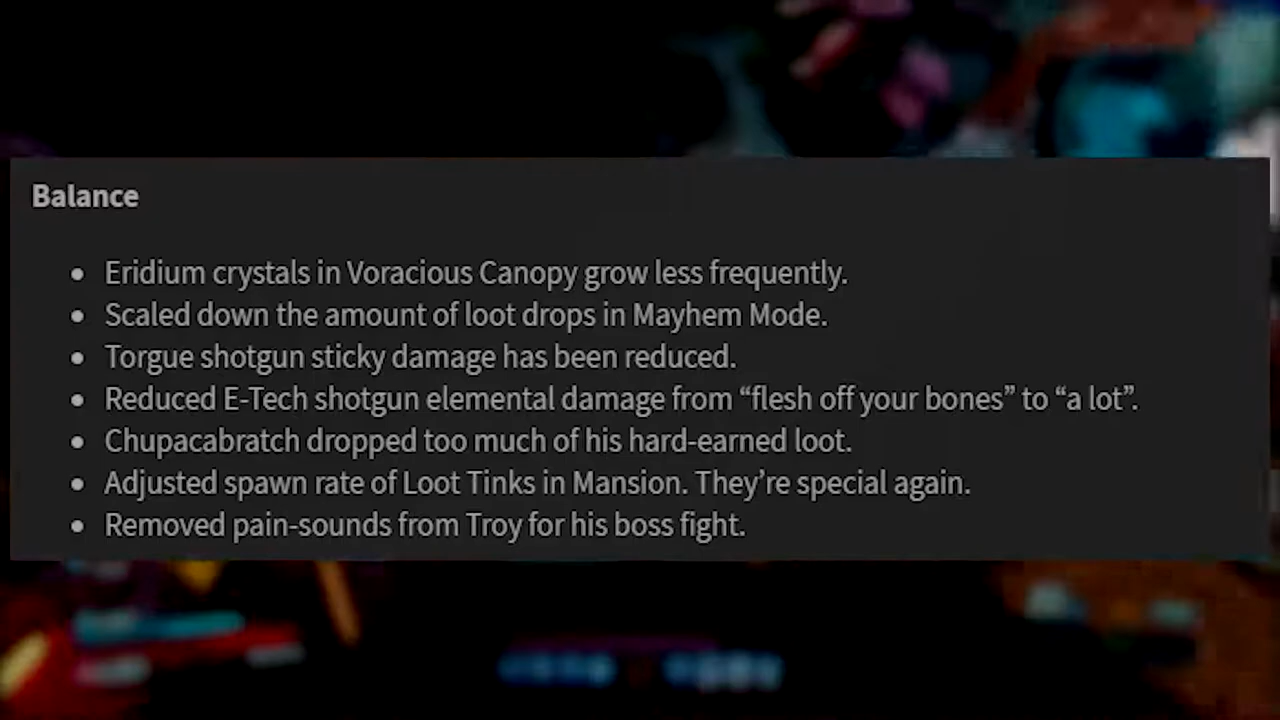 Balance
• Eridium crystals in Voracious Canopy grow less frequently.
• Scaled down the amount of loot drops in Mayhem Mode.
• Torgue shotgun sticky damage has been reduced.
• Reduced E-Tech shotgun elemental damage from “flesh off your bones” to “a lot”.
• Chupacabratch dropped too much of his hard-earned loot.
• Adjusted spawn rate of Loot Tinks in Mansion. They’re special again.
• Removed pain-sounds from Troy for his boss fight.